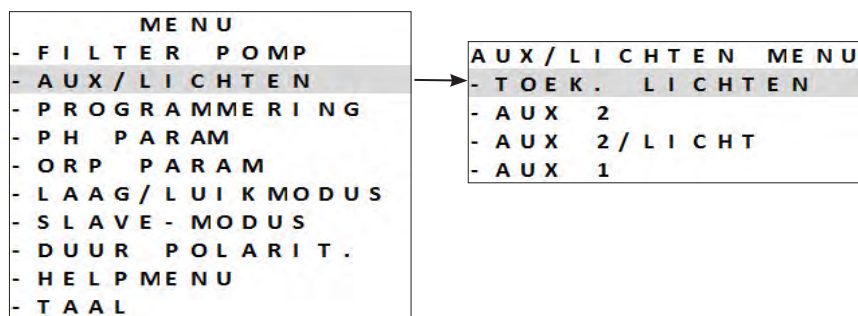 MENU
- FILTER POMP
- AUX/LICHTEN
- PROGRAMMERING
- PH PARAM
- ORP PARAM
- LAAG/LUIKMODUS
- SLAVE-MODUS
- DUUR POLARIT.
- HELPMENU
- TAAL
AUX/LICHTEN MENU
- TOEK. LICHTEN
- AUX 2
- AUX 2/LICHT
- AUX 1